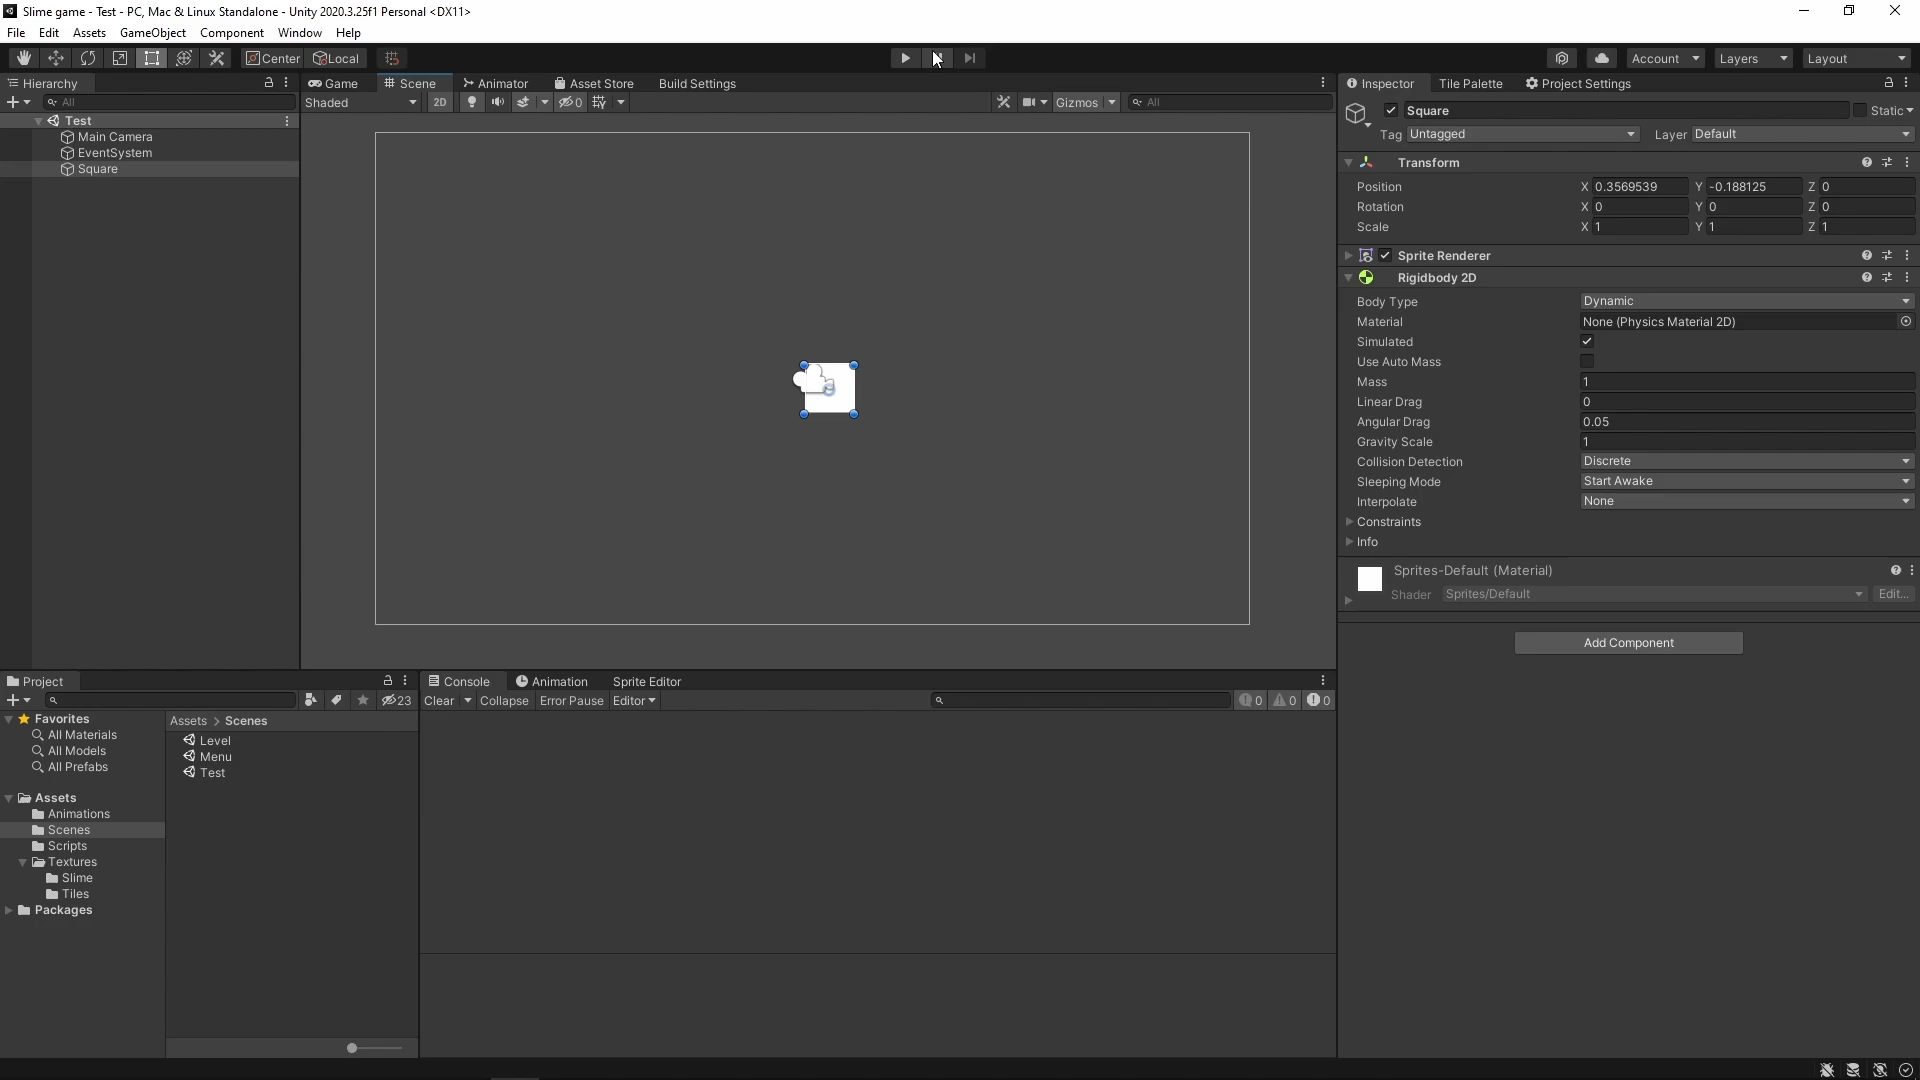 Slime game - Test - PC, Mac & Linux Standalone - Unity 2020.3.25f1 Personal <DX11>
File Edit Assets GameObject Component Window Help
Center Local Account Layers Layout
Hierarchy
All
Test
Main Camera
EventSystem
Square
Game Scene Animator Asset Store Build Settings
Shaded 2D 0 Gizmos All
Inspector Tile Palette Project Settings
Square Static
Tag Untagged Layer Default
Transform
Position X 0.3569539 Y -0.188125 Z 0
Rotation X 0 Y 0 Z 0
Scale X 1 Y 1 Z 1
Sprite Renderer
Rigidbody 2D
Body Type Dynamic
Material None (Physics Material 2D)
Simulated
Use Auto Mass
Mass 1
Linear Drag 0
Angular Drag 0.05
Gravity Scale 1
Collision Detection Discrete
Sleeping Mode Start Awake
Interpolate None
Constraints
Info
Sprites-Default (Material)
Shader Sprites/Default Edit...
Add Component
Project
23
Favorites
All Materials
All Models
All Prefabs
Assets
Animations
Scenes
Scripts
Textures
Slime
Tiles
Packages
Assets > Scenes
Level
Menu
Test
Console Animation Sprite Editor
Clear Collapse Error Pause Editor 0 0 0